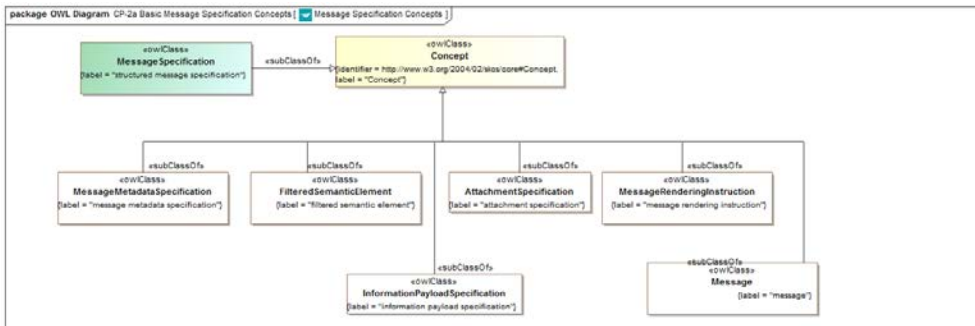 package OWL Diagram CP-2a Basic Message Specification Concepts [ Message Specification Concepts ]
«owlClass»
MessageSpecification
{label = "structured message specification"}
«subClassOf»
«owlClass»
Concept
{identifier = http://www.w3.org/2004/02/skos/core#Concept,
label = "Concept"}
«subClassOf»
«owlClass»
MessageMetadataSpecification
{label = "message metadata specification"}
«subClassOf»
«owlClass»
FilteredSemanticElement
{label = "filtered semantic element"}
«subClassOf»
«owlClass»
AttachmentSpecification
{label = "attachment specification"}
«subClassOf»
«owlClass»
MessageRenderingInstruction
{label = "message rendering instruction"}
«subClassOf»
«owlClass»
InformationPayloadSpecification
{label = "information payload specification"}
«subClassOf»
«owlClass»
Message
{label = "message"}